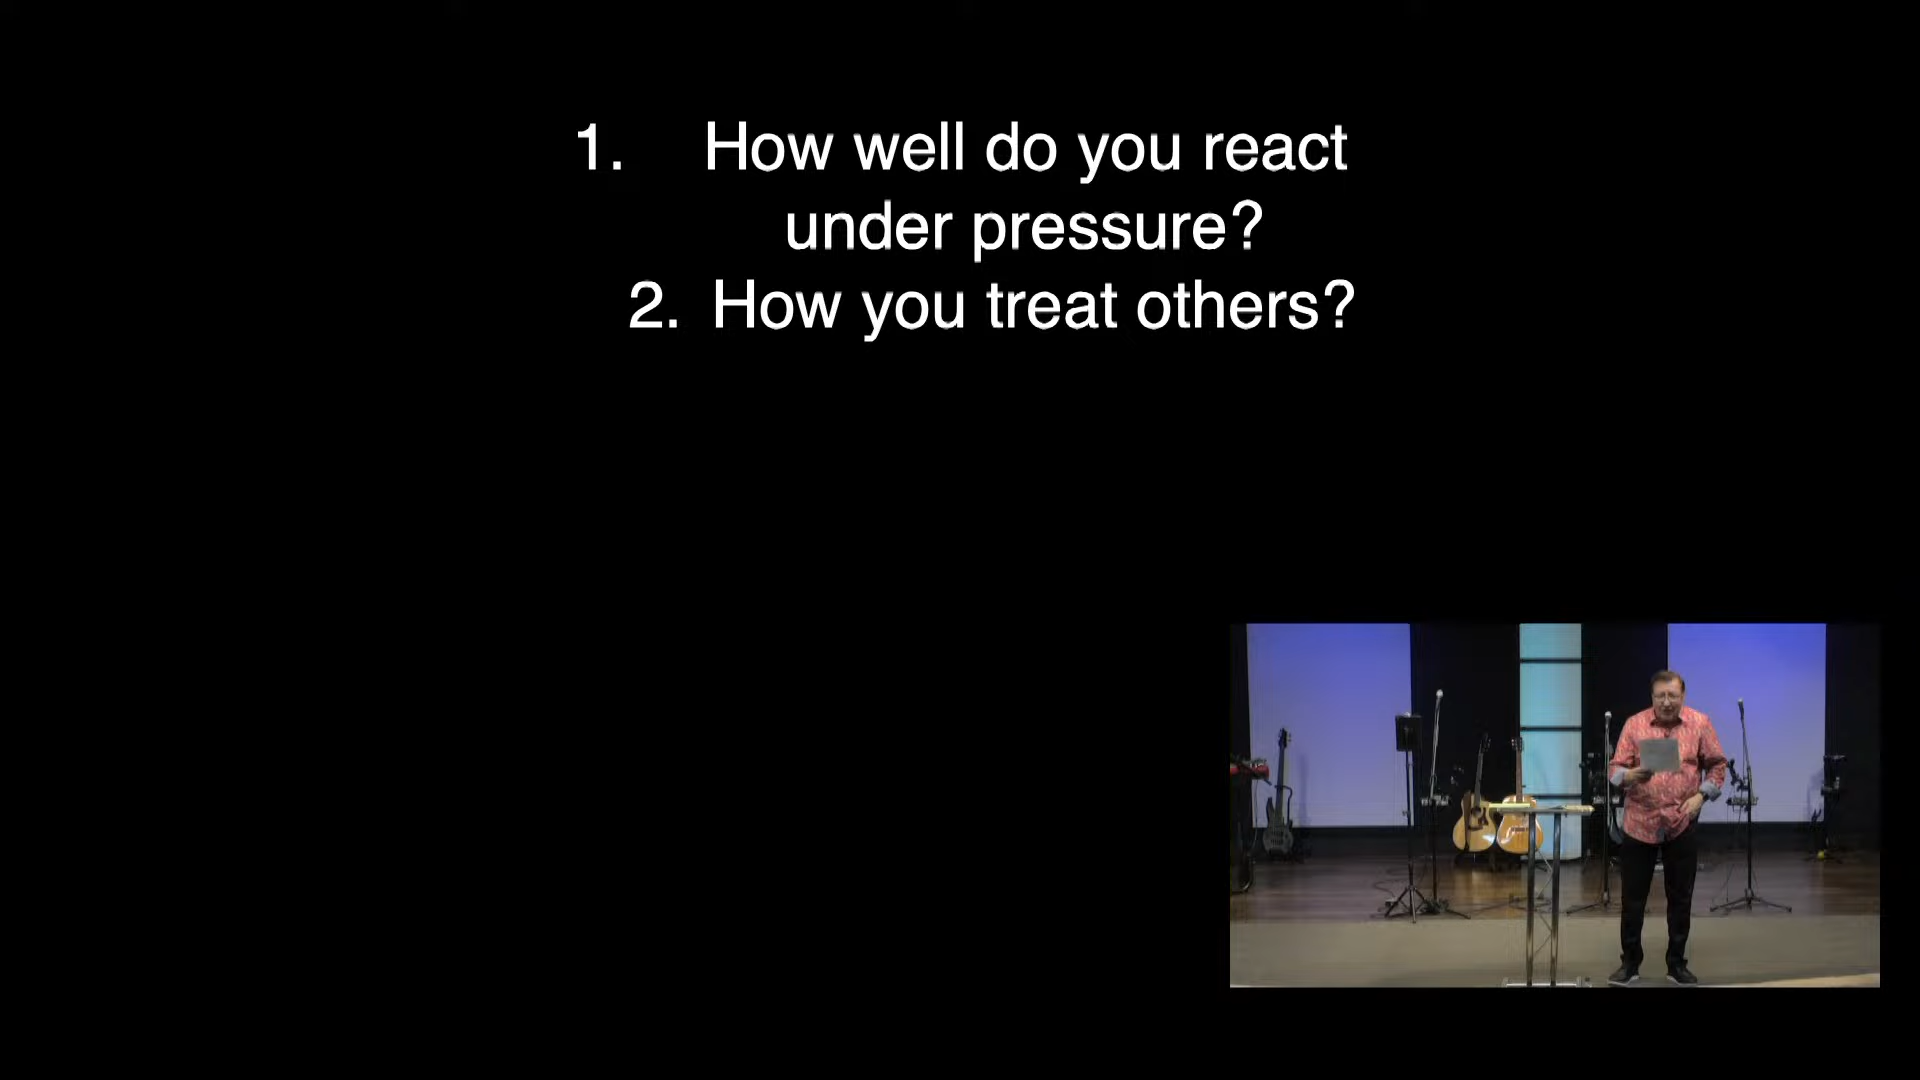 1. How well do you react
under pressure?
2. How you treat others?